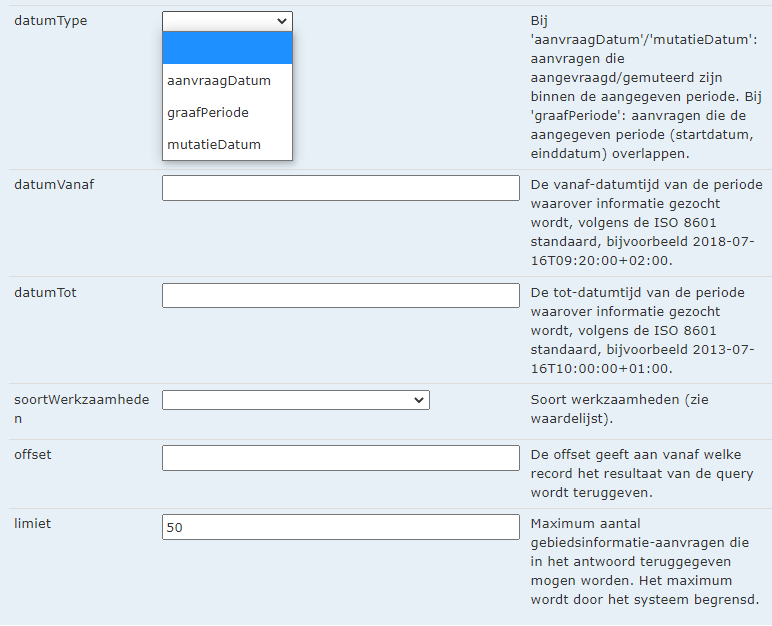 datumType
aanvraagDatum
graafPeriode
mutatieDatum
Bij
'aanvraagDatum'/'mutatieDatum':
aanvragen die
aangevraagd/gemuteerd zijn
binnen de aangegeven periode. Bij
'graafPeriode': aanvragen die de
aangegeven periode (startdatum,
einddatum) overlappen.
datumVanaf
De vanaf-datumtijd van de periode
waarover informatie gezocht
wordt, volgens de ISO 8601
standaard, bijvoorbeeld 2018-07-
16T09:20:00+02:00.
datumTot
De tot-datumtijd van de periode
waarover informatie gezocht
wordt, volgens de ISO 8601
standaard, bijvoorbeeld 2013-07-
16T10:00:00+01:00.
soortWerkzaamhede
n
Soort werkzaamheden (zie
waardelijst).
offset
De offset geeft aan vanaf welke
record het resultaat van de query
wordt teruggeven.
limiet
50
Maximum aantal
gebiedsinformatie-aanvragen die
in het antwoord teruggegeven
mogen worden. Het maximum
wordt door het systeem begrensd.